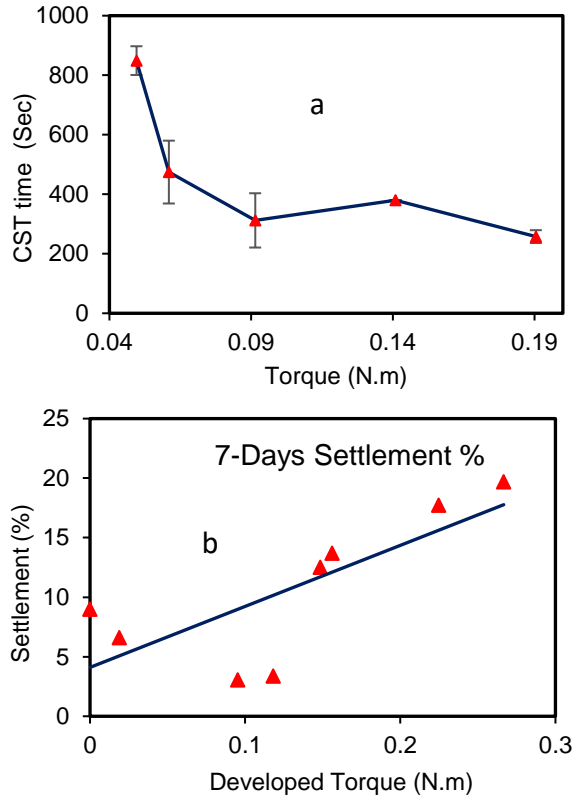 1000
800
600
400
200
0
CST time (Sec)
a
0.04 0.09 0.14 0.19
Torque (N.m)
25
20
15
10
5
0
Settlement (%)
7-Days Settlement %
b
0 0.1 0.2 0.3
Developed Torque (N.m)